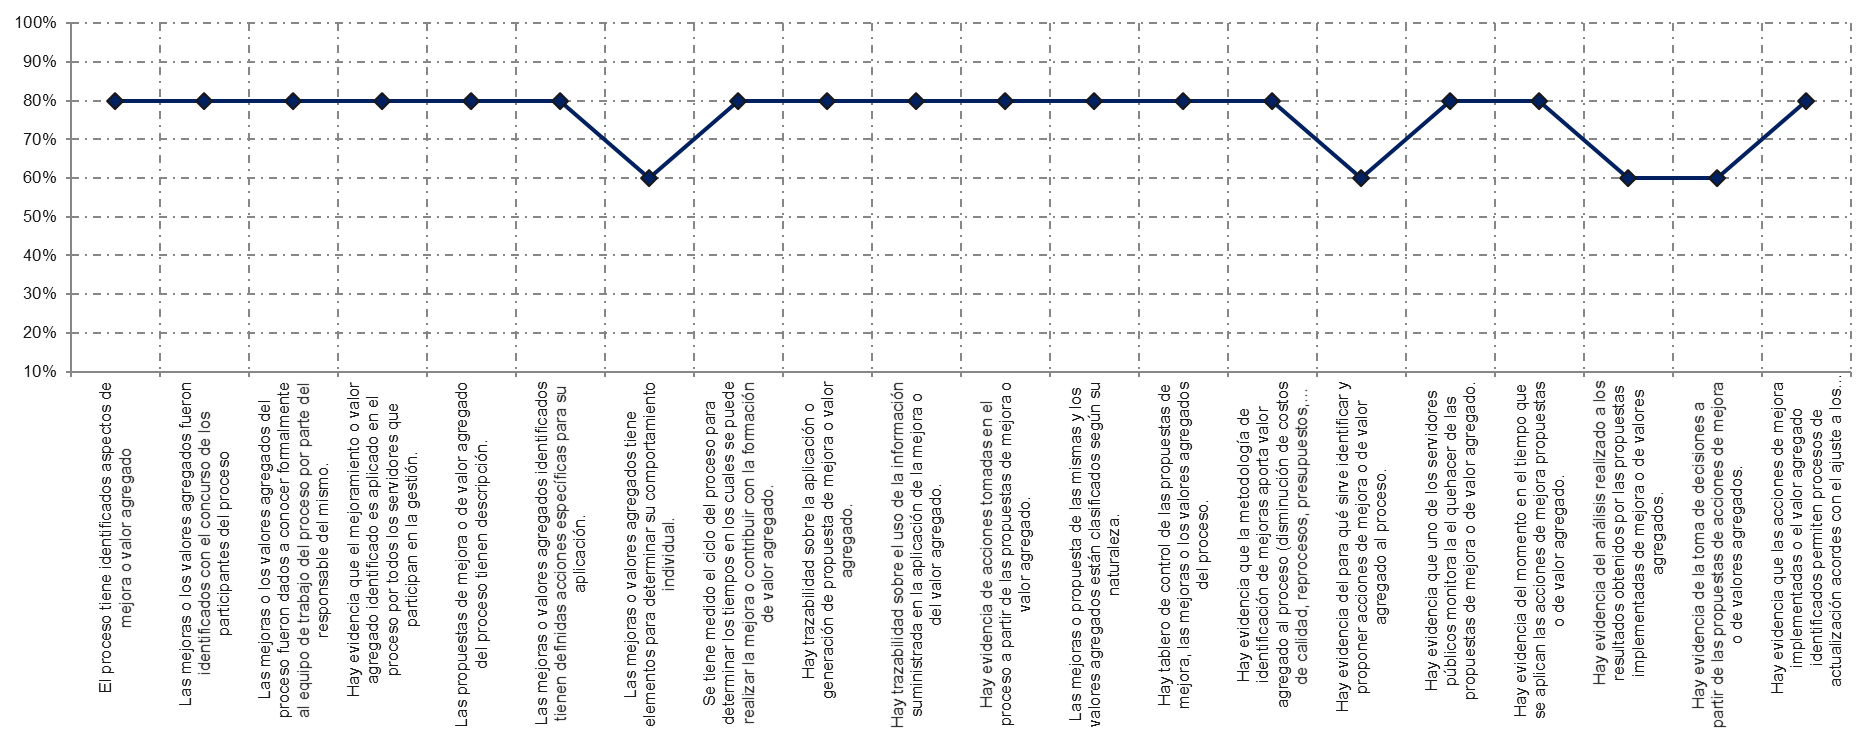 100%
90%
80%
70%
60%
50%
40%
30%
20%
10%
El proceso tiene identificados aspectos de
mejora o valor agregado
Las mejoras o los valores agregados fueron
identificados con el concurso de los
participantes del proceso
Las mejoras o los valores agregados del
proceso fueron dados a conocer formalmente
al equipo de trabajo del proceso por parte del
responsable del mismo.
Hay evidencia que el mejoramiento o valor
agregado identificado es aplicado en el
proceso por todos los servidores que
participan en la gestión.
Las propuestas de mejora o de valor agregado
del proceso tienen descripción.
Las mejoras o valores agregados identificados
tienen definidas acciones específicas para su
aplicación.
Las mejoras o valores agregados tiene
elementos para determinar su comportamiento
individual.
Se tiene medido el ciclo del proceso para
determinar los tiempos en los cuales se puede
realizar la mejora o contribuir con la formación
de valor agregado.
Hay trazabilidad sobre la aplicación o
generación de propuesta de mejora o valor
agregado.
Hay trazabilidad sobre el uso de la información
suministrada en la aplicación de la mejora o
del valor agregado.
Hay evidencia de acciones tomadas en el
proceso a partir de las propuestas de mejora o
valor agregado.
Las mejoras o propuesta de las mismas y los
valores agregados están clasificados según su
naturaleza.
Hay tablero de control de las propuestas de
mejora, las mejoras o los valores agregados
del proceso.
Hay evidencia que la metodología de
identificación de mejoras aporta valor
agregado al proceso (disminución de costos
de calidad, reprocesos, presupuestos,...
Hay evidencia del para qué sirve identificar y
proponer acciones de mejora o de valor
agregado al proceso.
Hay evidencia que uno de los servidores
públicos monitora la el quehacer de las
propuestas de mejora o de valor agregado.
Hay evidencia del momento en el tiempo que
se aplican las acciones de mejora propuestas
o de valor agregado.
Hay evidencia del análisis realizado a los
resultados obtenidos por las propuestas
implementadas de mejora o de valores
agregados.
Hay evidencia de la toma de decisiones a
partir de las propuestas de acciones de mejora
o de valores agregados.
Hay evidencia que las acciones de mejora
implementadas o el valor agregado
identificados permiten procesos de
actualización acordes con el ajuste a los...